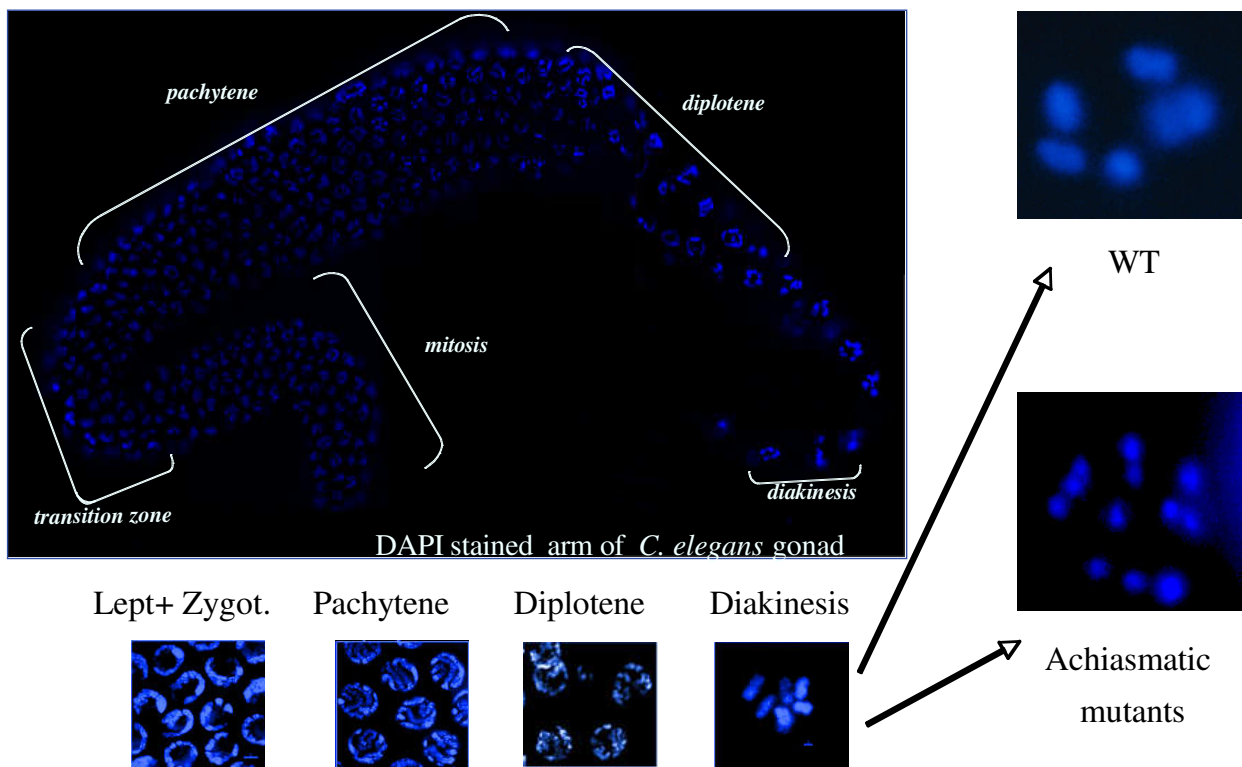 pachytene
diplotene
mitosis
transition zone
diakinesis
DAPI stained arm of C. elegans gonad
WT
Lept+ Zygot. Pachytene Diplotene Diakinesis
Achiasmatic
mutants